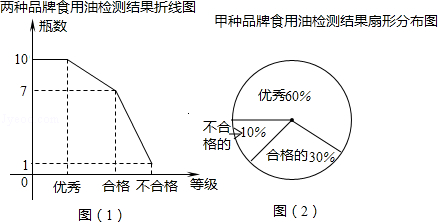 两种品牌食用油检测结果折线图
瓶数
10
7
1
0
优秀
合格
不合格
等级
图（1）
甲种品牌食用油检测结果扇形分布图
优秀60%
不合
格的
10%
合格的30%
图（2）